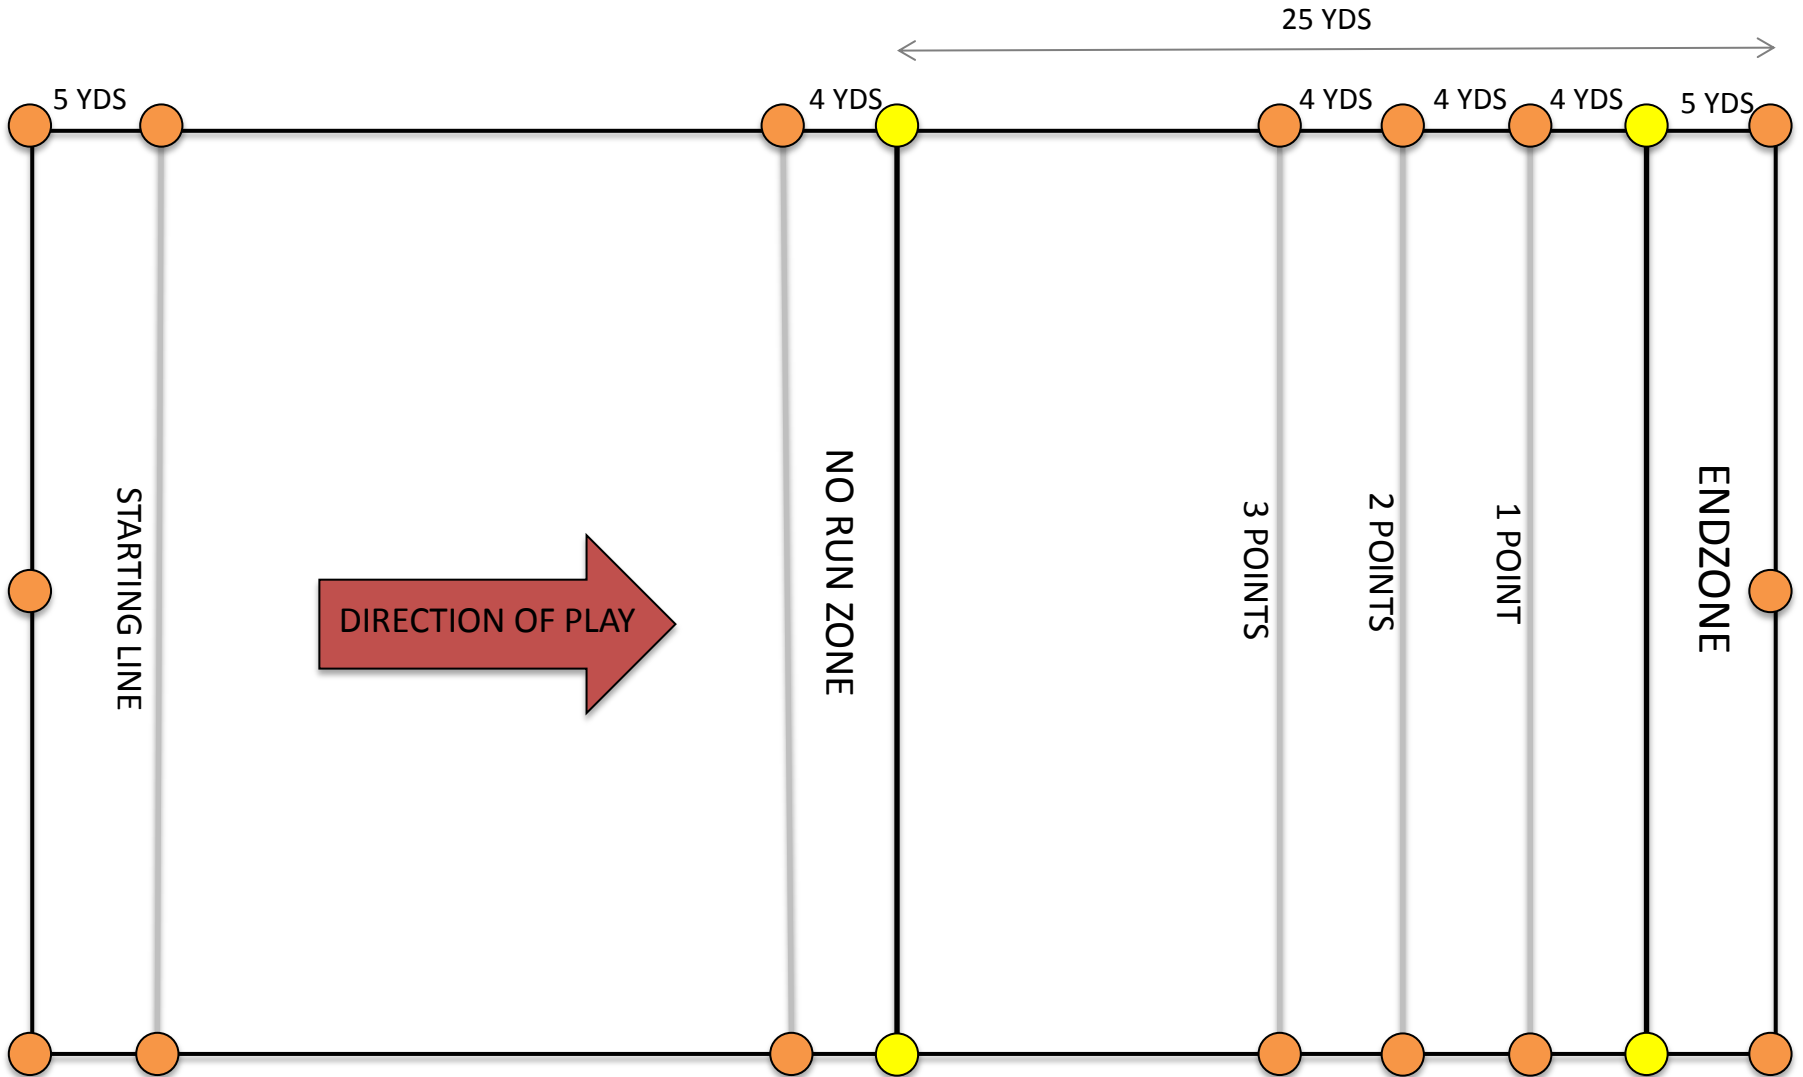 25 YDS
5 YDS
4 YDS
4 YDS
4 YDS
4 YDS
5 YDS
STARTING LINE
DIRECTION OF PLAY
NO RUN ZONE
3 POINTS
2 POINTS
1 POINT
ENDZONE